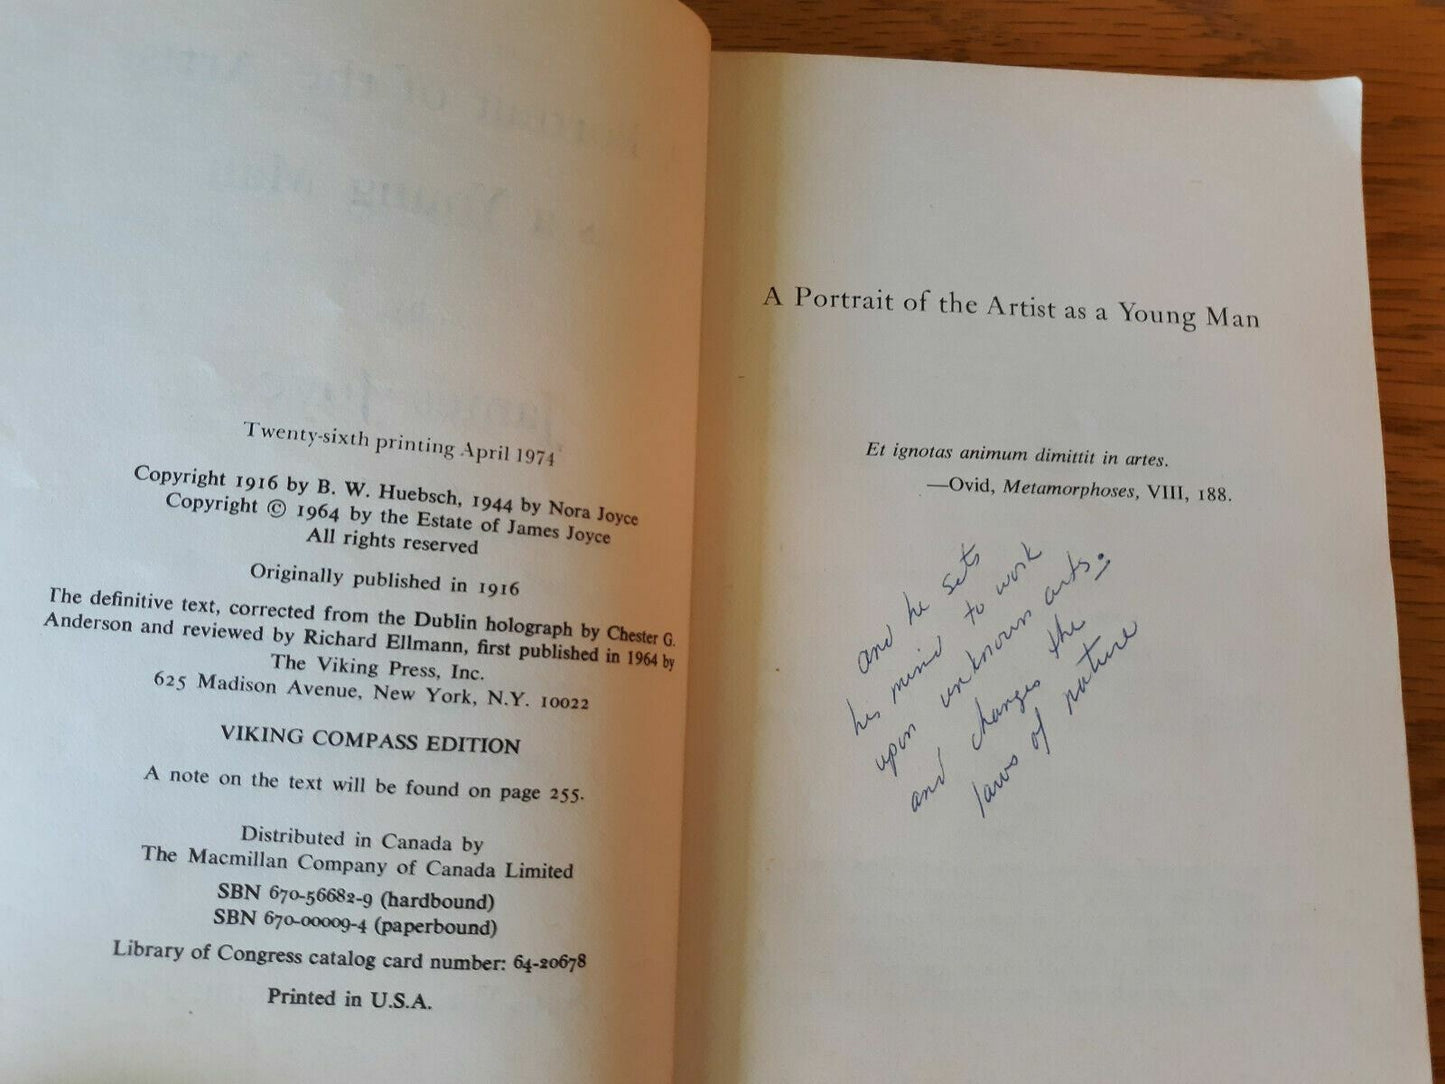 Twenty-sixth printing April 1974
Copyright 1916 by B. W. Huebsch, 1944 by Nora Joyce
Copyright © 1964 by the Estate of James Joyce
All rights reserved
Originally published in 1916
The definitive text, corrected from the Dublin holograph by Chester G.
Anderson and reviewed by Richard Ellmann, first published in 1964 by
The Viking Press, Inc.
625 Madison Avenue, New York, N.Y. 10022
VIKING COMPASS EDITION
A note on the text will be found on page 255.
Distributed in Canada by
The Macmillan Company of Canada Limited
SBN 670-56682-9 (hardbound)
SBN 670-00009-4 (paperbound)
Library of Congress catalog card number: 64-20678
Printed in U.S.A.
A Portrait of the Artist as a Young Man
Et ignotas animum dimittit in artes.
—Ovid, Metamorphoses, VIII, 188.
and he sets
his mind to work
upon unknown arts:
and changes the
laws of nature